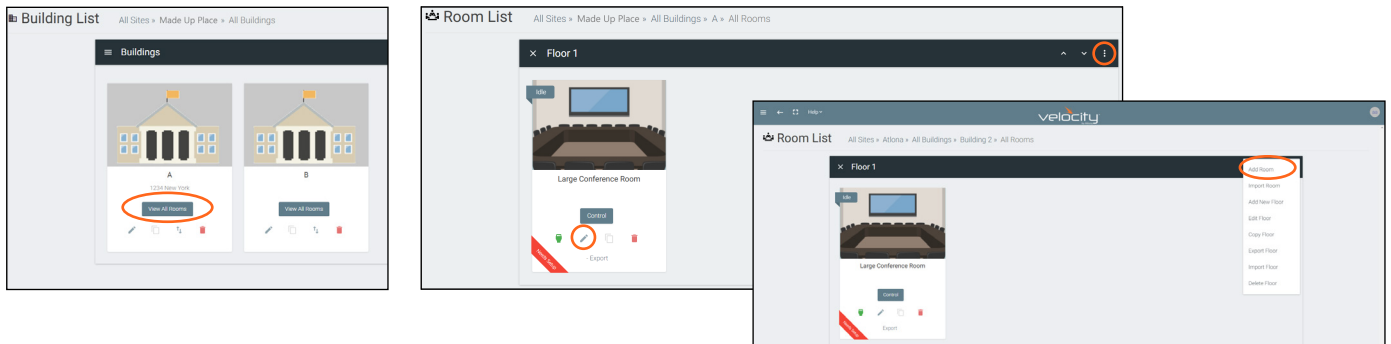 Building List All Sites » Made Up Place » All Buildings
Buildings
A
1234 New York
View All Rooms
B
View All Rooms
Room List All Sites » Made Up Place » All Buildings » A » All Rooms
Floor 1
Idle
Large Conference Room
Control
Needs Setup
Export
Help
velocity
Room List All Sites » Atlona » All Buildings » Building 2 » All Rooms
Floor 1
Idle
Large Conference Room
Control
Needs Setup
Export
Add Room
Import Room
Add New Floor
Edit Floor
Copy Floor
Export Floor
Import Floor
Delete Floor